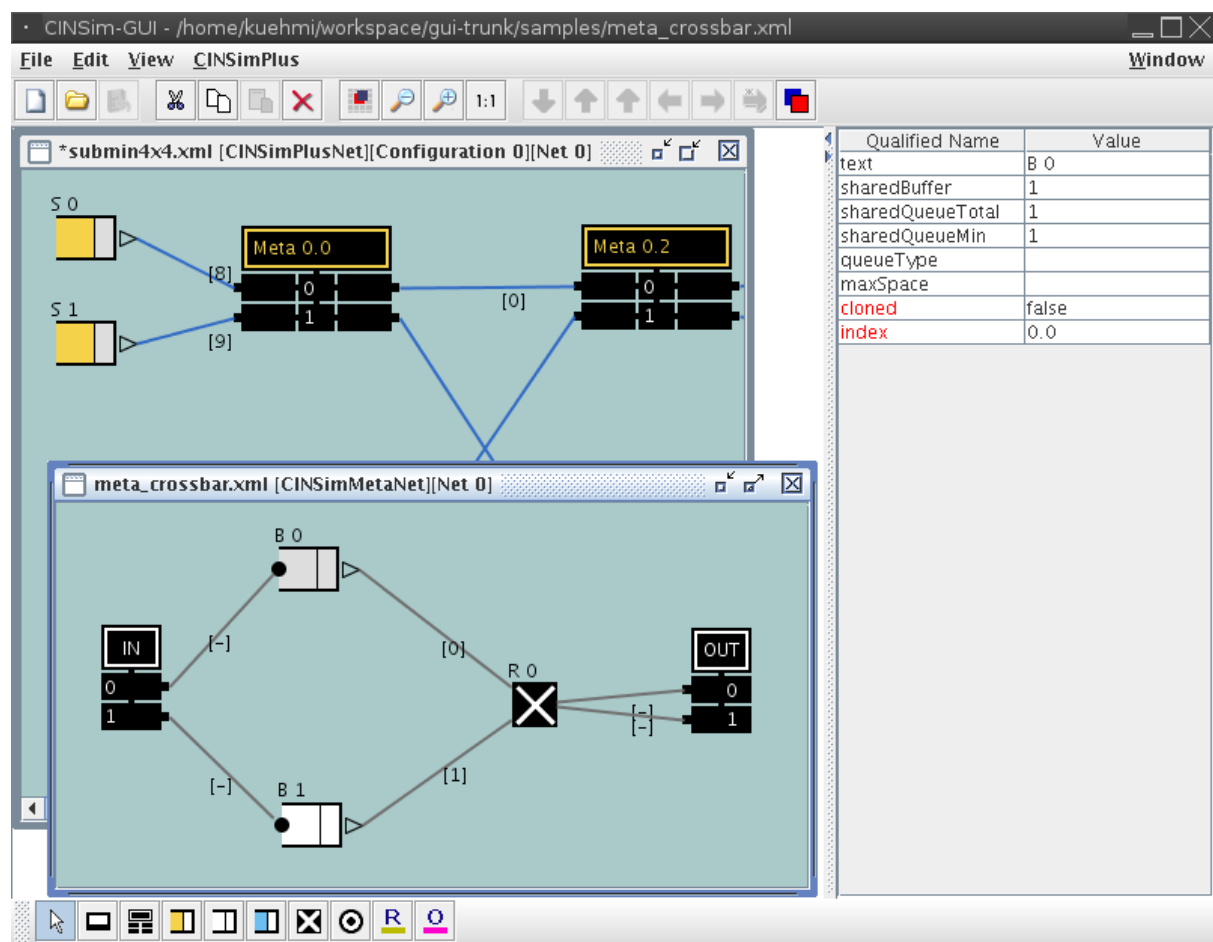 CINSim-GUI - /home/kuehmi/workspace/gui-trunk/samples/meta_crossbar.xml
File Edit View CINSimPlus Window
1:1
*submin4x4.xml [CINSimPlusNet][Configuration 0][Net 0]
S 0
Meta 0.0
Meta 0.2
[8]
0
0
[0]
S 1
1
1
[9]
meta_crossbar.xml [CINSimMetaNet][Net 0]
B 0
[-]
[0]
IN
OUT
R 0
0
0
1
[-]
1
[-]
[1]
[-]
B 1
Qualified Name Value
text B 0
sharedBuffer 1
sharedQueueTotal 1
sharedQueueMin 1
queueType
maxSpace
cloned false
index 0.0
R O